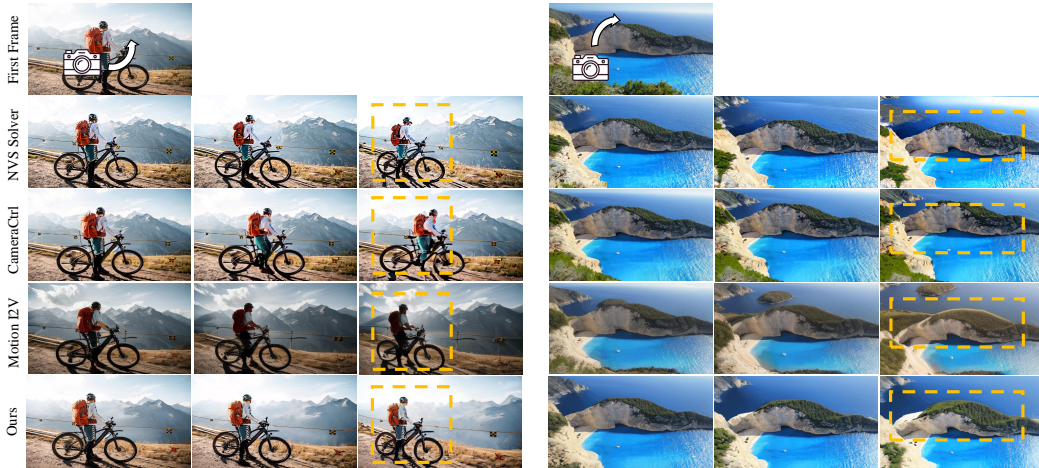 First Frame
NVS Solver
CameraCtrl
Motion I2V
Ours